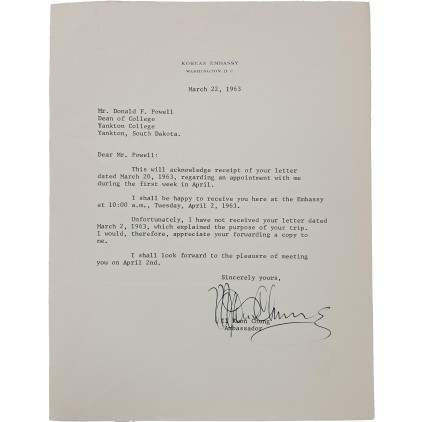 KOREAN EMBASSY
WASHINGTON, D. C.
March 22, 1963
Mr. Donald F. Powell
Dean of College
Yankton College
Yankton, South Dakota.
Dear Mr. Powell:
This will acknowledge receipt of your letter
dated March 20, 1963, regarding an appointment with me
during the first week in April.
I shall be happy to receive you here at the Embassy
at 10:00 a.m., Tuesday, April 2, 1963.
Unfortunately, I have not received your letter dated
March 2, 1963, which explained the purpose of your trip.
I would, therefore, appreciate your forwarding a copy to
me.
I shall look forward to the pleasure of meeting
you on April 2nd.
Sincerely yours,
Il Kwon Chung
Ambassador